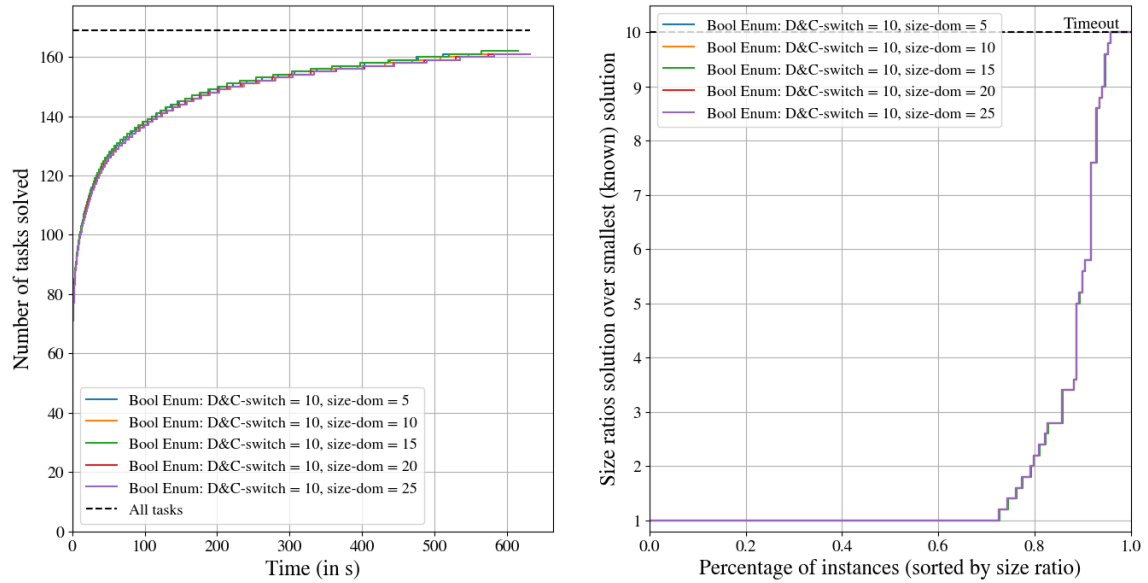 Number of tasks solved
160
140
120
100
80
60
40
20
0
Bool Enum: D&C-switch = 10, size-dom = 5
Bool Enum: D&C-switch = 10, size-dom = 10
Bool Enum: D&C-switch = 10, size-dom = 15
Bool Enum: D&C-switch = 10, size-dom = 20
Bool Enum: D&C-switch = 10, size-dom = 25
All tasks
0 100 200 300 400 500 600
Time (in s)
Size ratios solution over smallest (known) solution
10
9
8
7
6
5
4
3
2
1
Timeout
Bool Enum: D&C-switch = 10, size-dom = 5
Bool Enum: D&C-switch = 10, size-dom = 10
Bool Enum: D&C-switch = 10, size-dom = 15
Bool Enum: D&C-switch = 10, size-dom = 20
Bool Enum: D&C-switch = 10, size-dom = 25
0.0 0.2 0.4 0.6 0.8 1.0
Percentage of instances (sorted by size ratio)